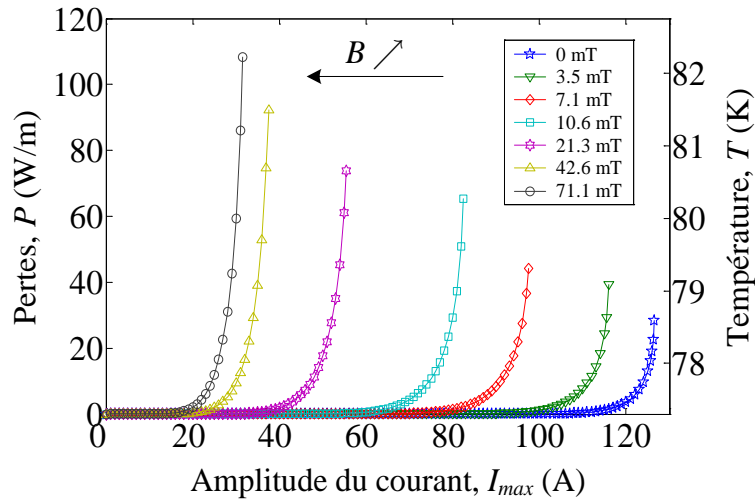 120
100
80
60
40
20
0
Pertes, P (W/m)
B
0 mT
3.5 mT
7.1 mT
10.6 mT
21.3 mT
42.6 mT
71.1 mT
82
81
80
79
78
Température, T (K)
0 20 40 60 80 100 120
Amplitude du courant, Imax (A)